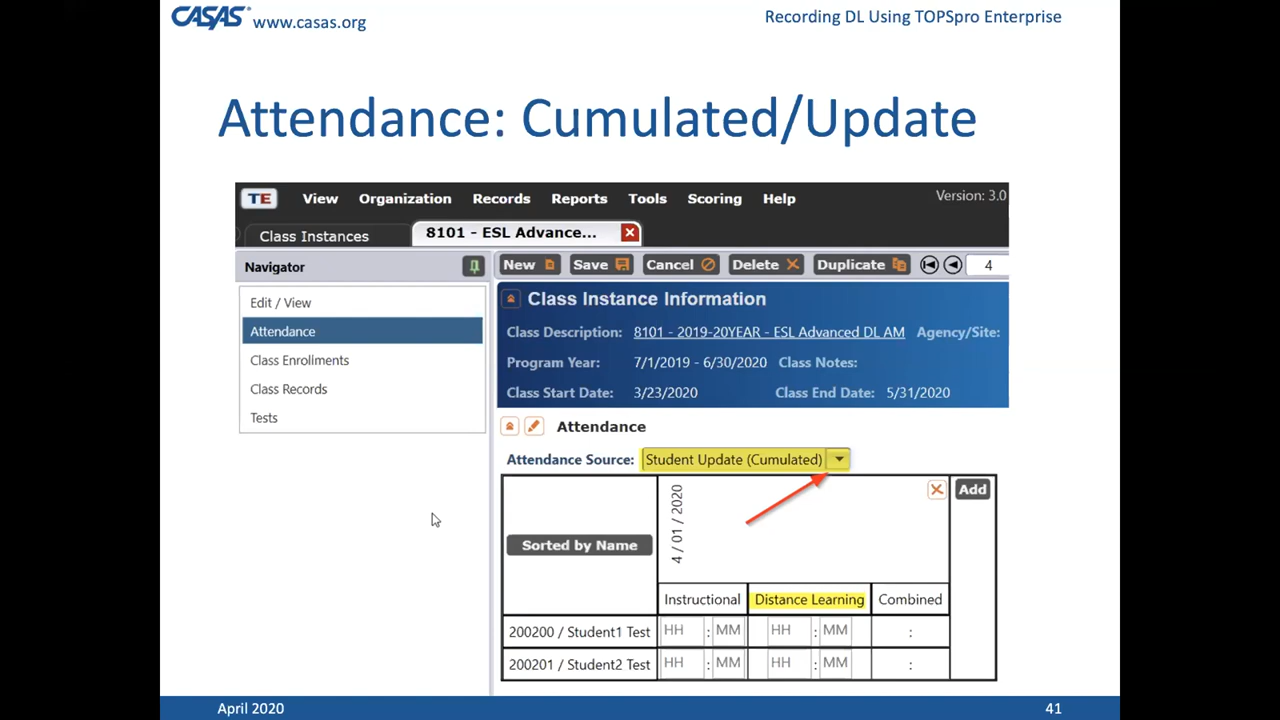 CASAS www.casas.org
Recording DL Using TOPSpro Enterprise
Attendance: Cumulated/Update
TE View Organization Records Reports Tools Scoring Help Version: 3.0
Class Instances 8101 - ESL Advance...
Navigator
New Save Cancel Delete Duplicate 4
Edit / View
Attendance
Class Enrollments
Class Records
Tests
Class Instance Information
Class Description: 8101 - 2019-20YEAR - ESL Advanced DL AM Agency/Site:
Program Year: 7/1/2019 - 6/30/2020 Class Notes:
Class Start Date: 3/23/2020 Class End Date: 5/31/2020
Attendance
Attendance Source: Student Update (Cumulated)
4 / 01 / 2020
Add
Sorted by Name
Instructional Distance Learning Combined
200200 / Student1 Test HH : MM HH : MM :
200201 / Student2 Test HH : MM HH : MM :
April 2020
41